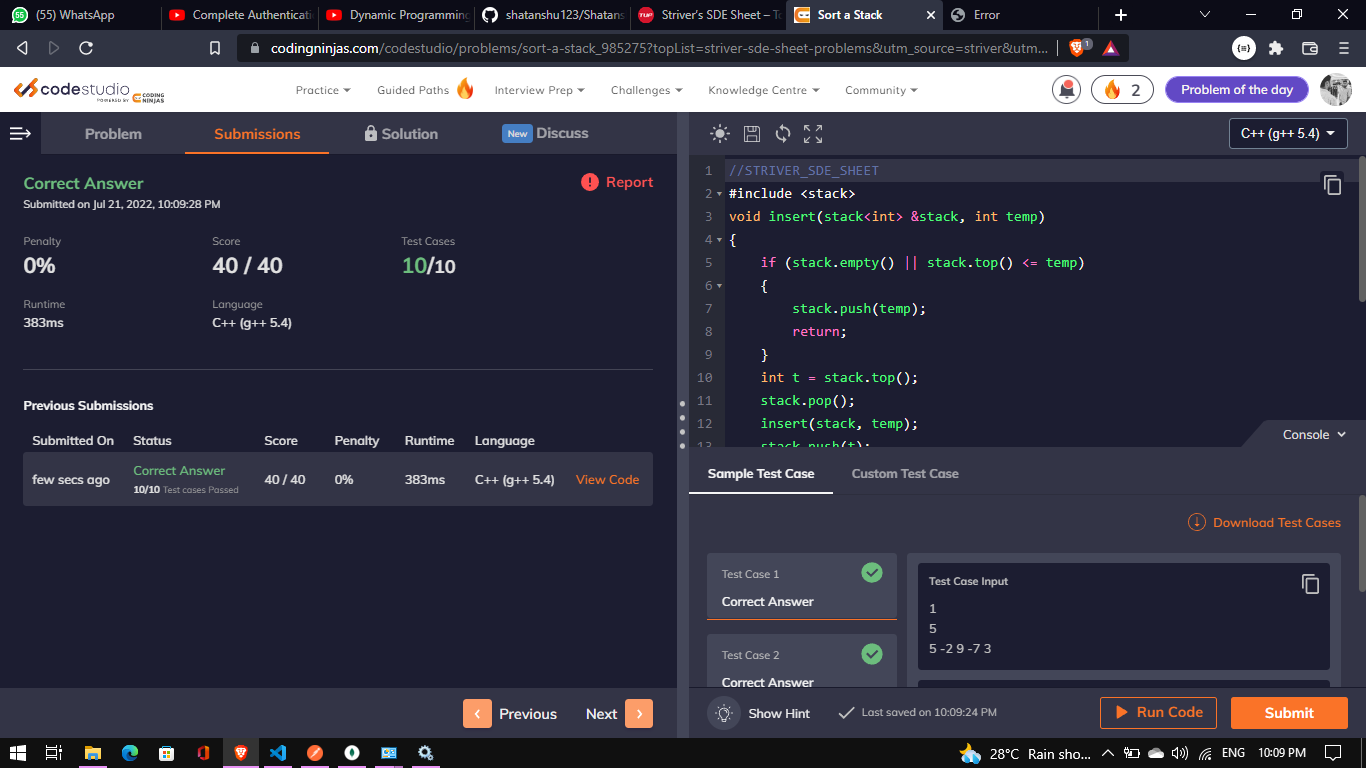 (55) WhatsApp
Complete Authenticati
Dynamic Programming
shatanshu123/Shatans
Striver's SDE Sheet – To
Sort a Stack
Error
codingninjas.com/codestudio/problems/sort-a-stack_985275?topList=striver-sde-sheet-problems&utm_source=striver&utm...
1
codestudio
POWERED BY CODING NINJAS
Practice
Guided Paths
Interview Prep
Challenges
Knowledge Centre
Community
2
Problem of the day
Problem
Submissions
Solution
New Discuss
C++ (g++ 5.4)
Correct Answer
Report
Submitted on Jul 21, 2022, 10:09:28 PM
Penalty
Score
Test Cases
0%
40 / 40
10/10
Runtime
Language
383ms
C++ (g++ 5.4)
Previous Submissions
Submitted On Status Score Penalty Runtime Language
few secs ago Correct Answer 40 / 40 0% 383ms C++ (g++ 5.4) View Code
10/10 Test cases Passed
Previous
Next
1 //STRIVER_SDE_SHEET
2 #include <stack>
3 void insert(stack<int> &stack, int temp)
4 {
5 if (stack.empty() || stack.top() <= temp)
6 {
7 stack.push(temp);
8 return;
9 }
10 int t = stack.top();
11 stack.pop();
12 insert(stack, temp);
13 stack.push(t);
Console
Sample Test Case
Custom Test Case
Download Test Cases
Test Case 1
Correct Answer
Test Case 2
Correct Answer
Test Case Input
1
5
5 -2 9 -7 3
Show Hint
Last saved on 10:09:24 PM
Run Code
Submit
28°C Rain sho...
ENG
10:09 PM